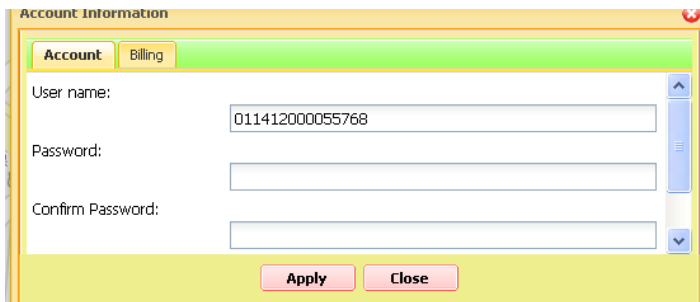 Account Information
Account Billing
User name:
011412000055768
Password:
Confirm Password:
Apply Close